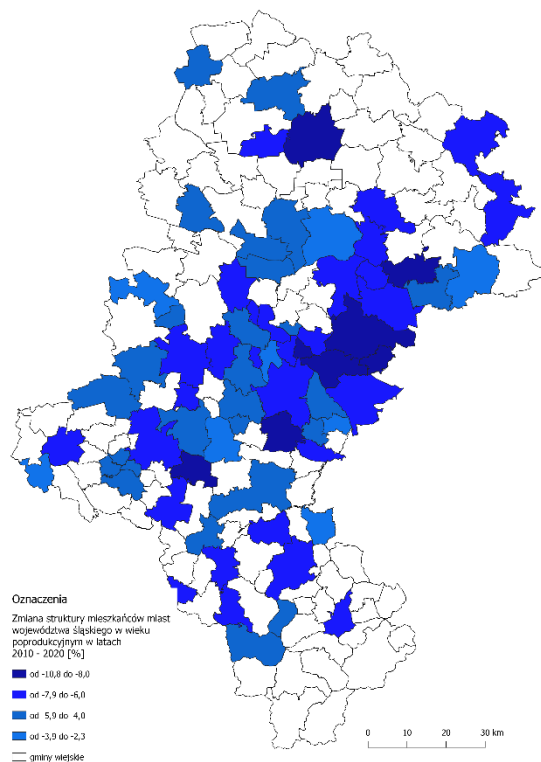 Oznaczenia
Zmiana struktury mieszkańców miast
województwa śląskiego w wieku
poprodukcyjnym w latach
2010 - 2020 [%]
od -10,8 do -8,0
od -7,9 do -6,0
od 5,9 do 4,0
od -3,9 do -2,3
gminy wiejskie
0 10 20 30 km